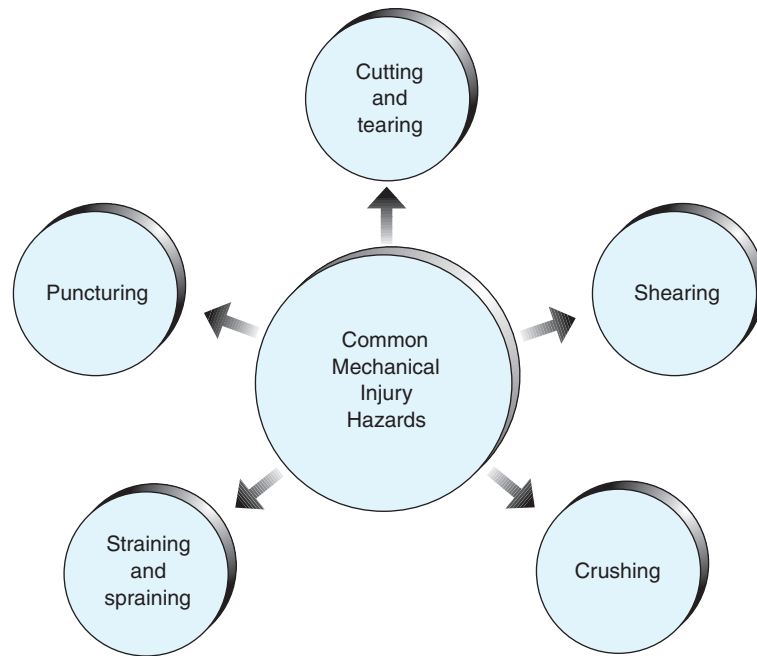 Cutting
and
tearing
Puncturing
Shearing
Common
Mechanical
Injury
Hazards
Straining
and
spraining
Crushing